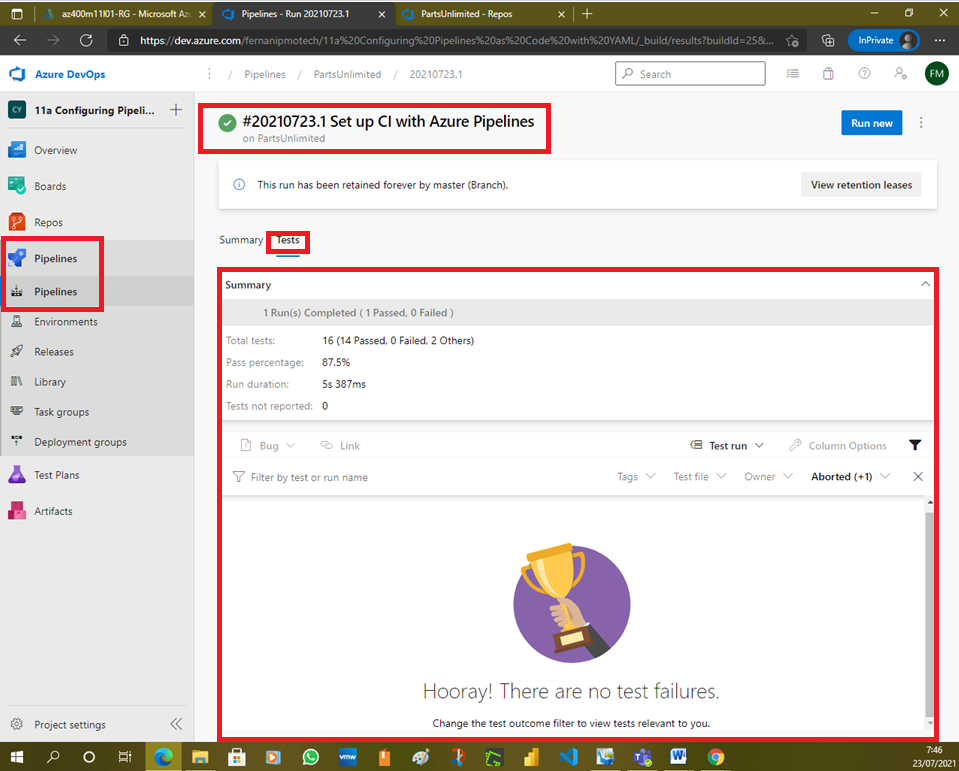 az400m11l01-RG - Microsoft Az
Pipelines - Run 20210723.1
PartsUnlimited - Repos
https://dev.azure.com/fernanipmotech/11a%20Configuring%20Pipelines%20as%20Code%20with%20YAML/_build/results?buildId=25&...
InPrivate
Azure DevOps
/ Pipelines / PartsUnlimited / 20210723.1
Search
FM
CY
11a Configuring Pipeli...
Overview
Boards
Repos
Pipelines
Pipelines
Environments
Releases
Library
Task groups
Deployment groups
Test Plans
Artifacts
Project settings
#20210723.1 Set up CI with Azure Pipelines
on PartsUnlimited
Run new
This run has been retained forever by master (Branch).
View retention leases
Summary Tests
Summary
1 Run(s) Completed ( 1 Passed, 0 Failed )
Total tests: 16 (14 Passed, 0 Failed, 2 Others)
Pass percentage: 87.5%
Run duration: 5s 387ms
Tests not reported: 0
Bug Link Test run Column Options
Filter by test or run name Tags Test file Owner Aborted (+1)
Hooray! There are no test failures.
Change the test outcome filter to view tests relevant to you.
vmw
7:46
23/07/2021